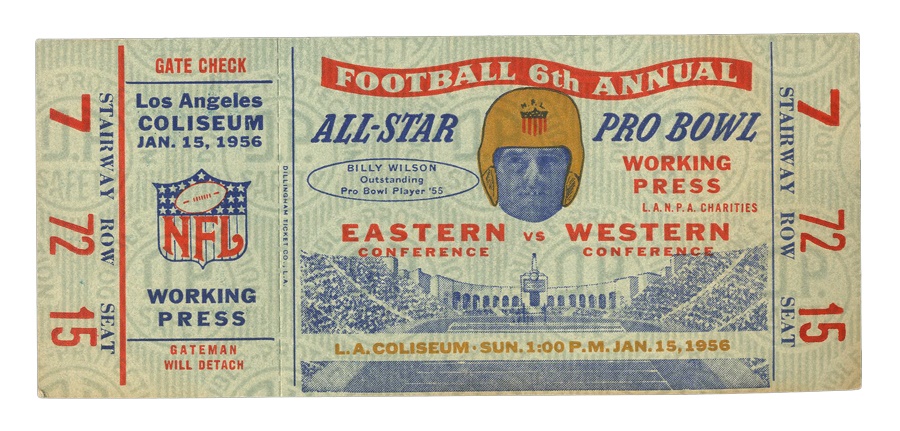 7 STAIRWAY 72 ROW 15 SEAT
GATE CHECK
Los Angeles
COLISEUM
JAN. 15, 1956
NFL
WORKING
PRESS
GATEMAN
WILL DETACH
DILLINGHAM TICKET CO., L.A.
FOOTBALL 6th ANNUAL
ALL-STAR PRO BOWL
N.F.L.
BILLY WILSON
Outstanding
Pro Bowl Player '55
WORKING
PRESS
L.A.N.P.A. CHARITIES
EASTERN vs WESTERN
CONFERENCE CONFERENCE
L.A. COLISEUM · SUN. 1:00 P.M. JAN. 15, 1956
7 STAIRWAY 72 ROW 15 SEAT